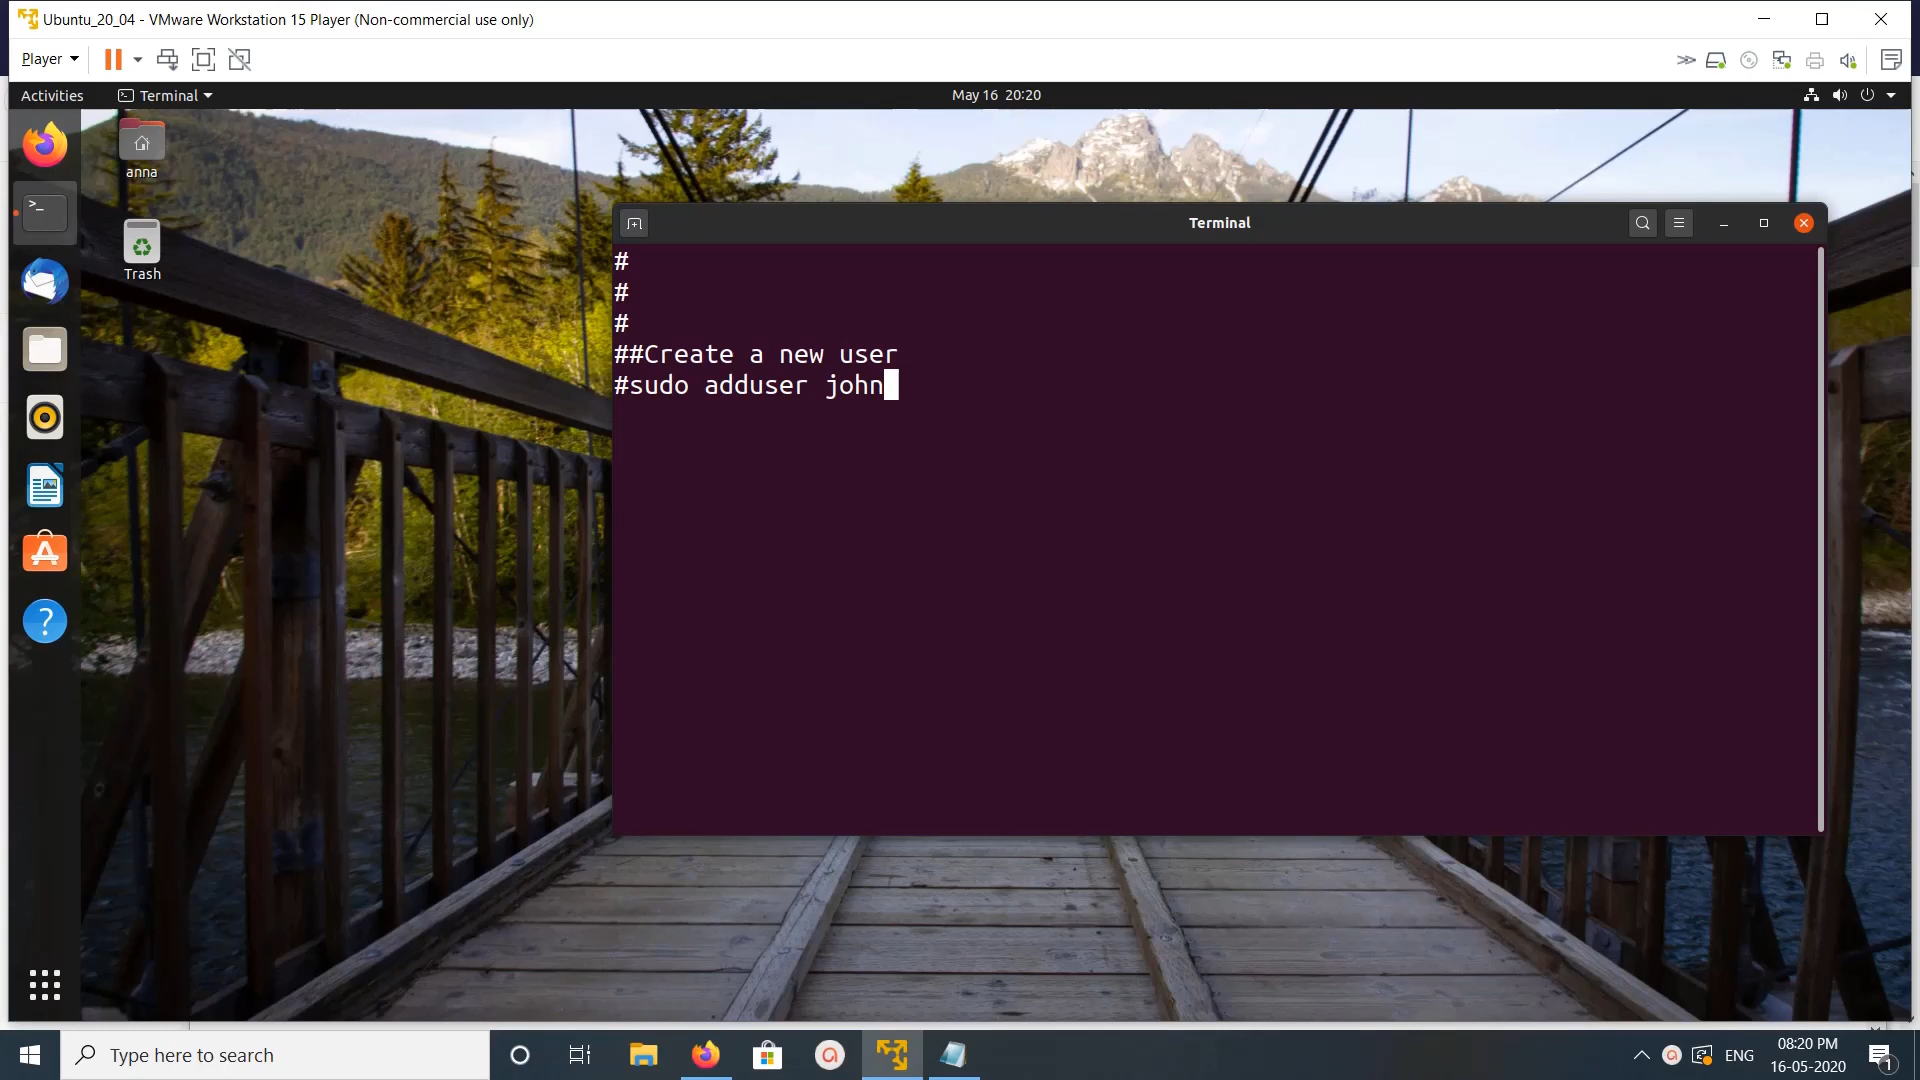 Ubuntu_20_04 - VMware Workstation 15 Player (Non-commercial use only)
Player
Activities
Terminal
May 16 20:20
anna
Trash
Terminal
#
#
#
##Create a new user
#sudo adduser john
Type here to search
ENG
08:20 PM
16-05-2020
1